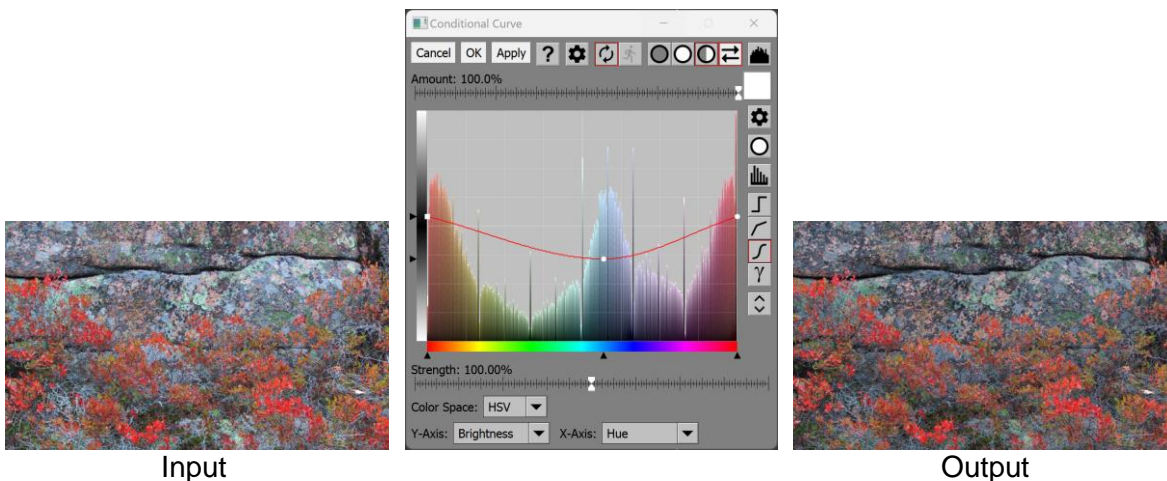 Conditional Curve
Cancel OK Apply ?
Amount: 100.0%
γ
Strength: 100.00%
Color Space: HSV
Y-Axis: Brightness X-Axis: Hue
Input Output